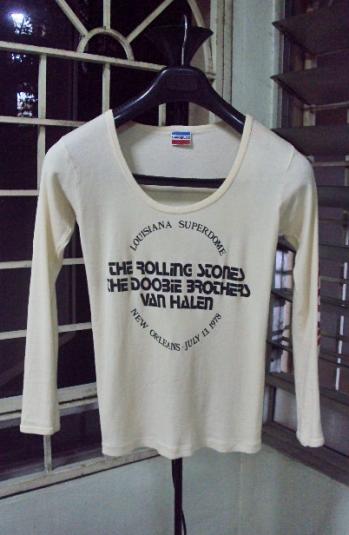 LOUISIANA SUPERDOME
THE ROLLING STONES
THE DOOBIE BROTHERS
VAN HALEN
NEW ORLEANS - JULY 13, 1978